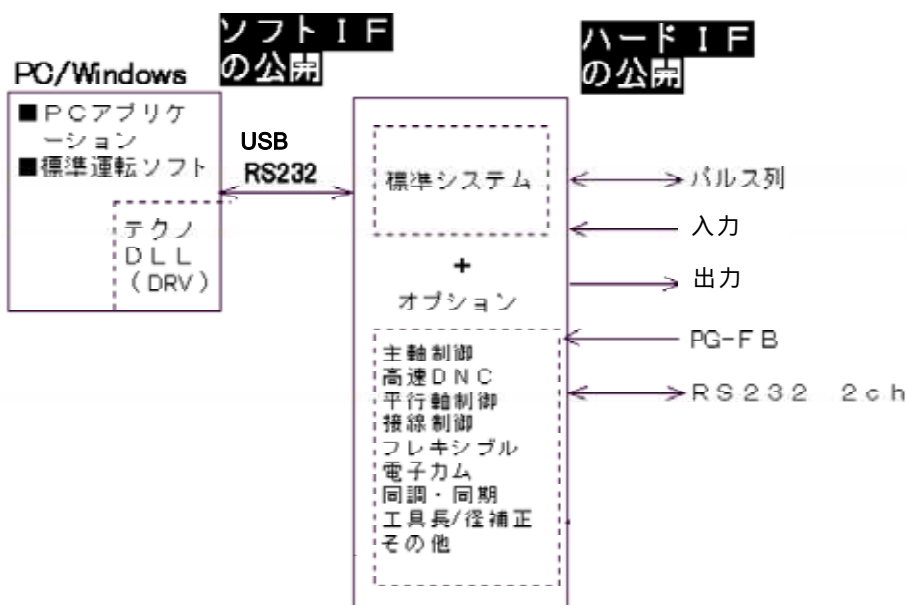 ソフトＩＦ
の公開
ハードＩＦ
の公開
PC/Windows
■ＰＣアプリケ
ーション
■標準運転ソフト
テクノ
ＤＬＬ
（DRV）
USB
RS232
標準システム
+
オプション
主軸制御
高速ＤＮＣ
平行軸制御
接線制御
フレキシブル
電子カム
同調・同期
工具長/径補正
その他
パルス列
入力
出力
PG-ＦＢ
ＲＳ２３２　２ｃｈ